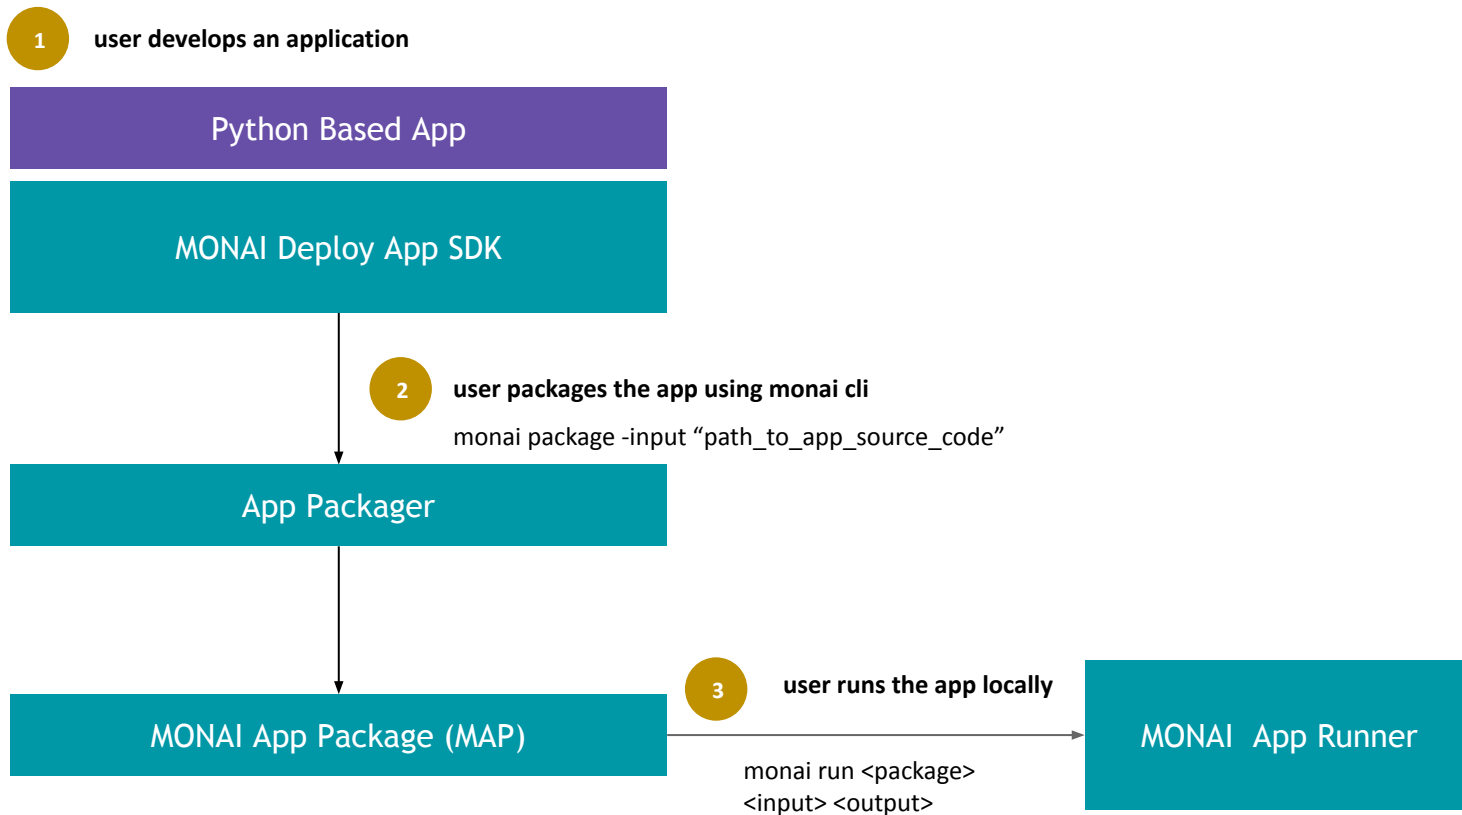 1
user develops an application
Python Based App
MONAI Deploy App SDK
2
user packages the app using monai cli
monai package -input “path_to_app_source_code”
App Packager
MONAI App Package (MAP)
3
user runs the app locally
monai run <package>
<input> <output>
MONAI  App Runner